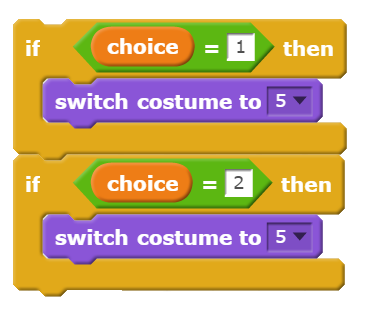 if choice = 1 then
switch costume to 5
if choice = 2 then
switch costume to 5